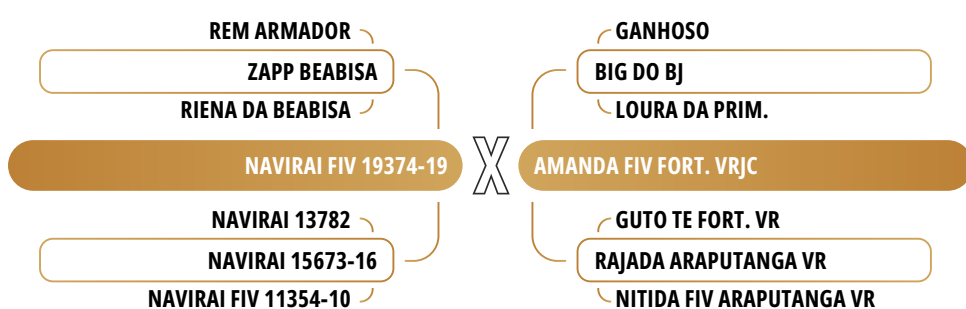 REM ARMADOR
ZAPP BEABISA
RIENA DA BEABISA
NAVIRAI FIV 19374-19
NAVIRAI 13782
NAVIRAI 15673-16
NAVIRAI FIV 11354-10
X
GANHOSO
BIG DO BJ
LOURA DA PRIM.
AMANDA FIV FORT. VRJC
GUTO TE FORT. VR
RAJADA ARAPUTANGA VR
NITIDA FIV ARAPUTANGA VR